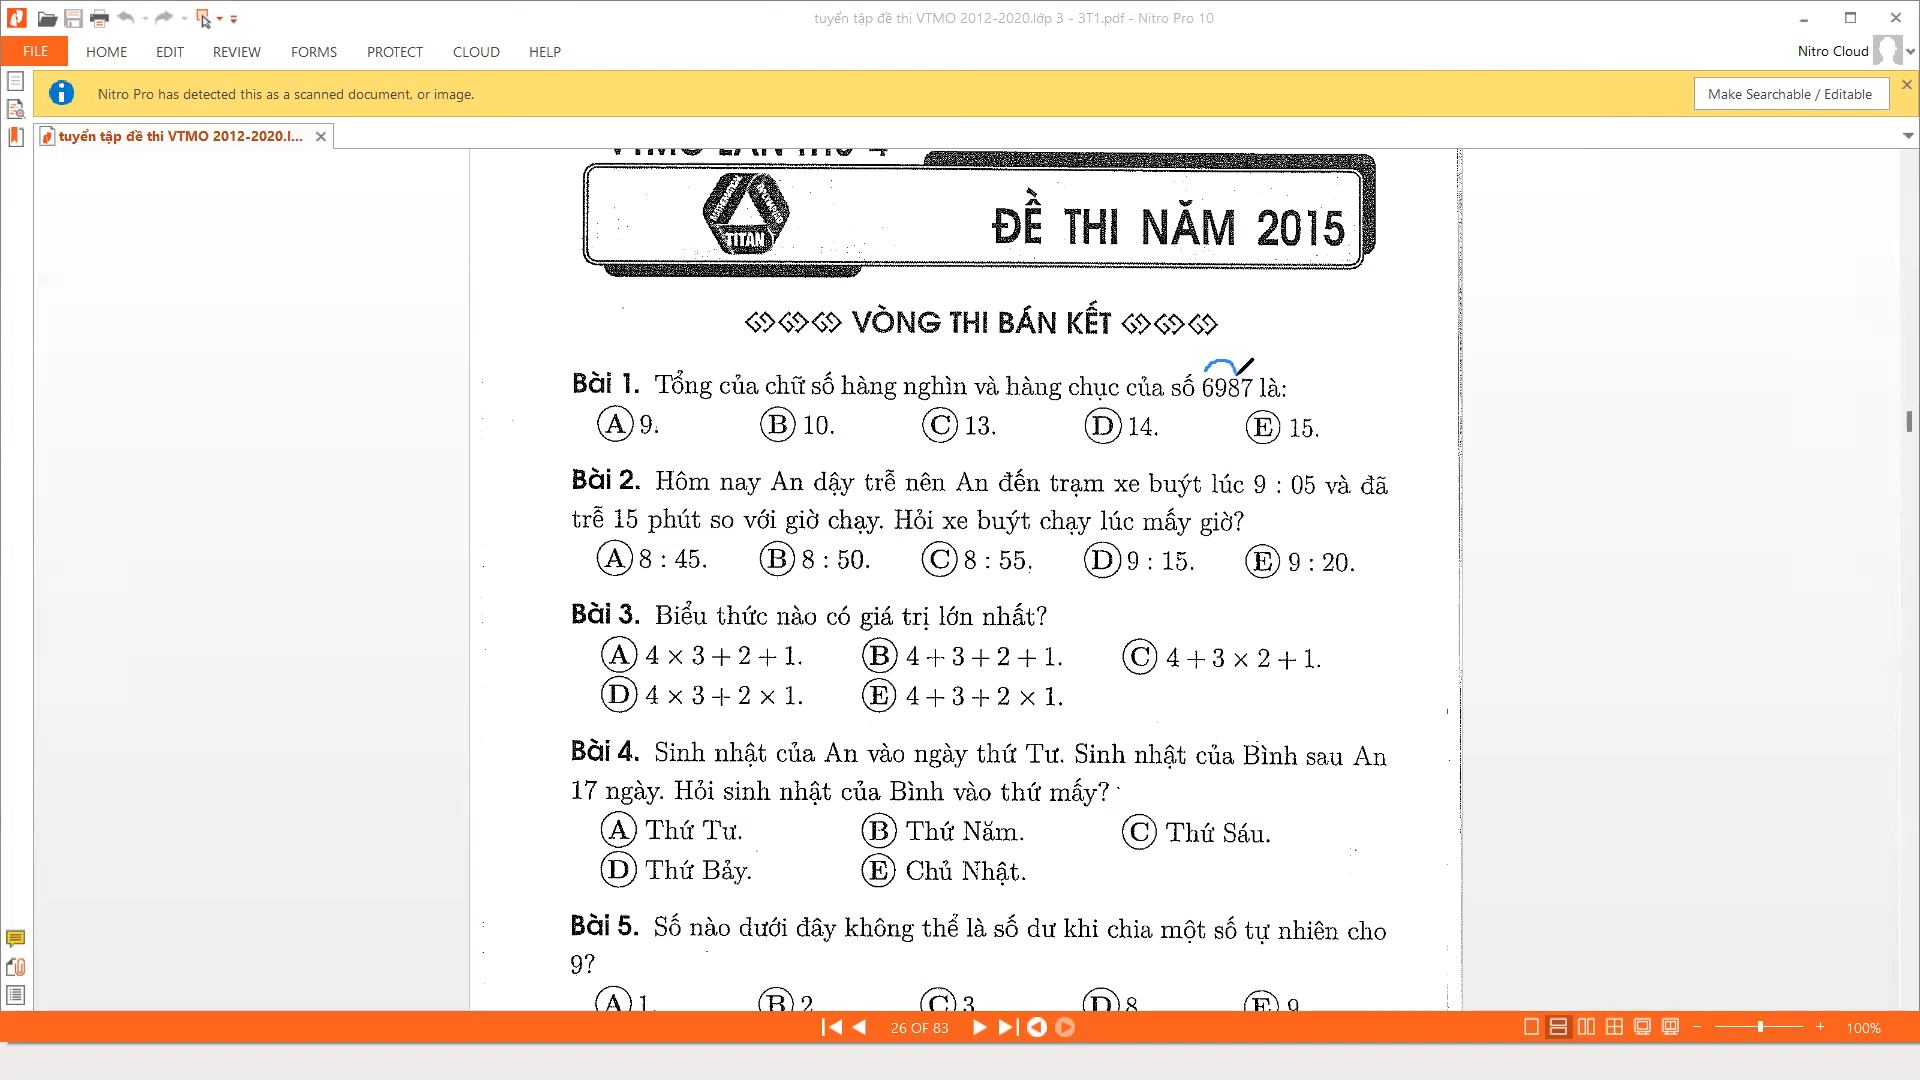 tuyển tập đề thi VTMO 2012-2020.lớp 3 - 3T1.pdf - Nitro Pro 10
FILE HOME EDIT REVIEW FORMS PROTECT CLOUD HELP Nitro Cloud
Nitro Pro has detected this as a scanned document, or image. Make Searchable / Editable
tuyển tập đề thi VTMO 2012-2020.l...
VTMO LẦN THỨ 4
TITAN
ĐỀ THI NĂM 2015
VÒNG THI BÁN KẾT
Bài 1. Tổng của chữ số hàng nghìn và hàng chục của số 6987 là:
A 9. B 10. C 13. D 14. E 15.
Bài 2. Hôm nay An dậy trễ nên An đến trạm xe buýt lúc 9 : 05 và đã
trễ 15 phút so với giờ chạy. Hỏi xe buýt chạy lúc mấy giờ?
A 8 : 45. B 8 : 50. C 8 : 55. D 9 : 15. E 9 : 20.
Bài 3. Biểu thức nào có giá trị lớn nhất?
A 4 × 3 + 2 + 1. B 4 + 3 + 2 + 1. C 4 + 3 × 2 + 1.
D 4 × 3 + 2 × 1. E 4 + 3 + 2 × 1.
Bài 4. Sinh nhật của An vào ngày thứ Tư. Sinh nhật của Bình sau An
17 ngày. Hỏi sinh nhật của Bình vào thứ mấy?
A Thứ Tư. B Thứ Năm. C Thứ Sáu.
D Thứ Bảy. E Chủ Nhật.
Bài 5. Số nào dưới đây không thể là số dư khi chia một số tự nhiên cho
9?
A 1. B 2 C 3 D 8 E 9
26 OF 83 100%